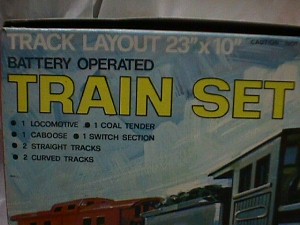 TRACK LAYOUT 23"x10"
BATTERY OPERATED
TRAIN SET
• 1 LOCOMOTIVE • 1 COAL TENDER
• 1 CABOOSE • 1 SWITCH SECTION
• 2 STRAIGHT TRACKS
• 2 CURVED TRACKS